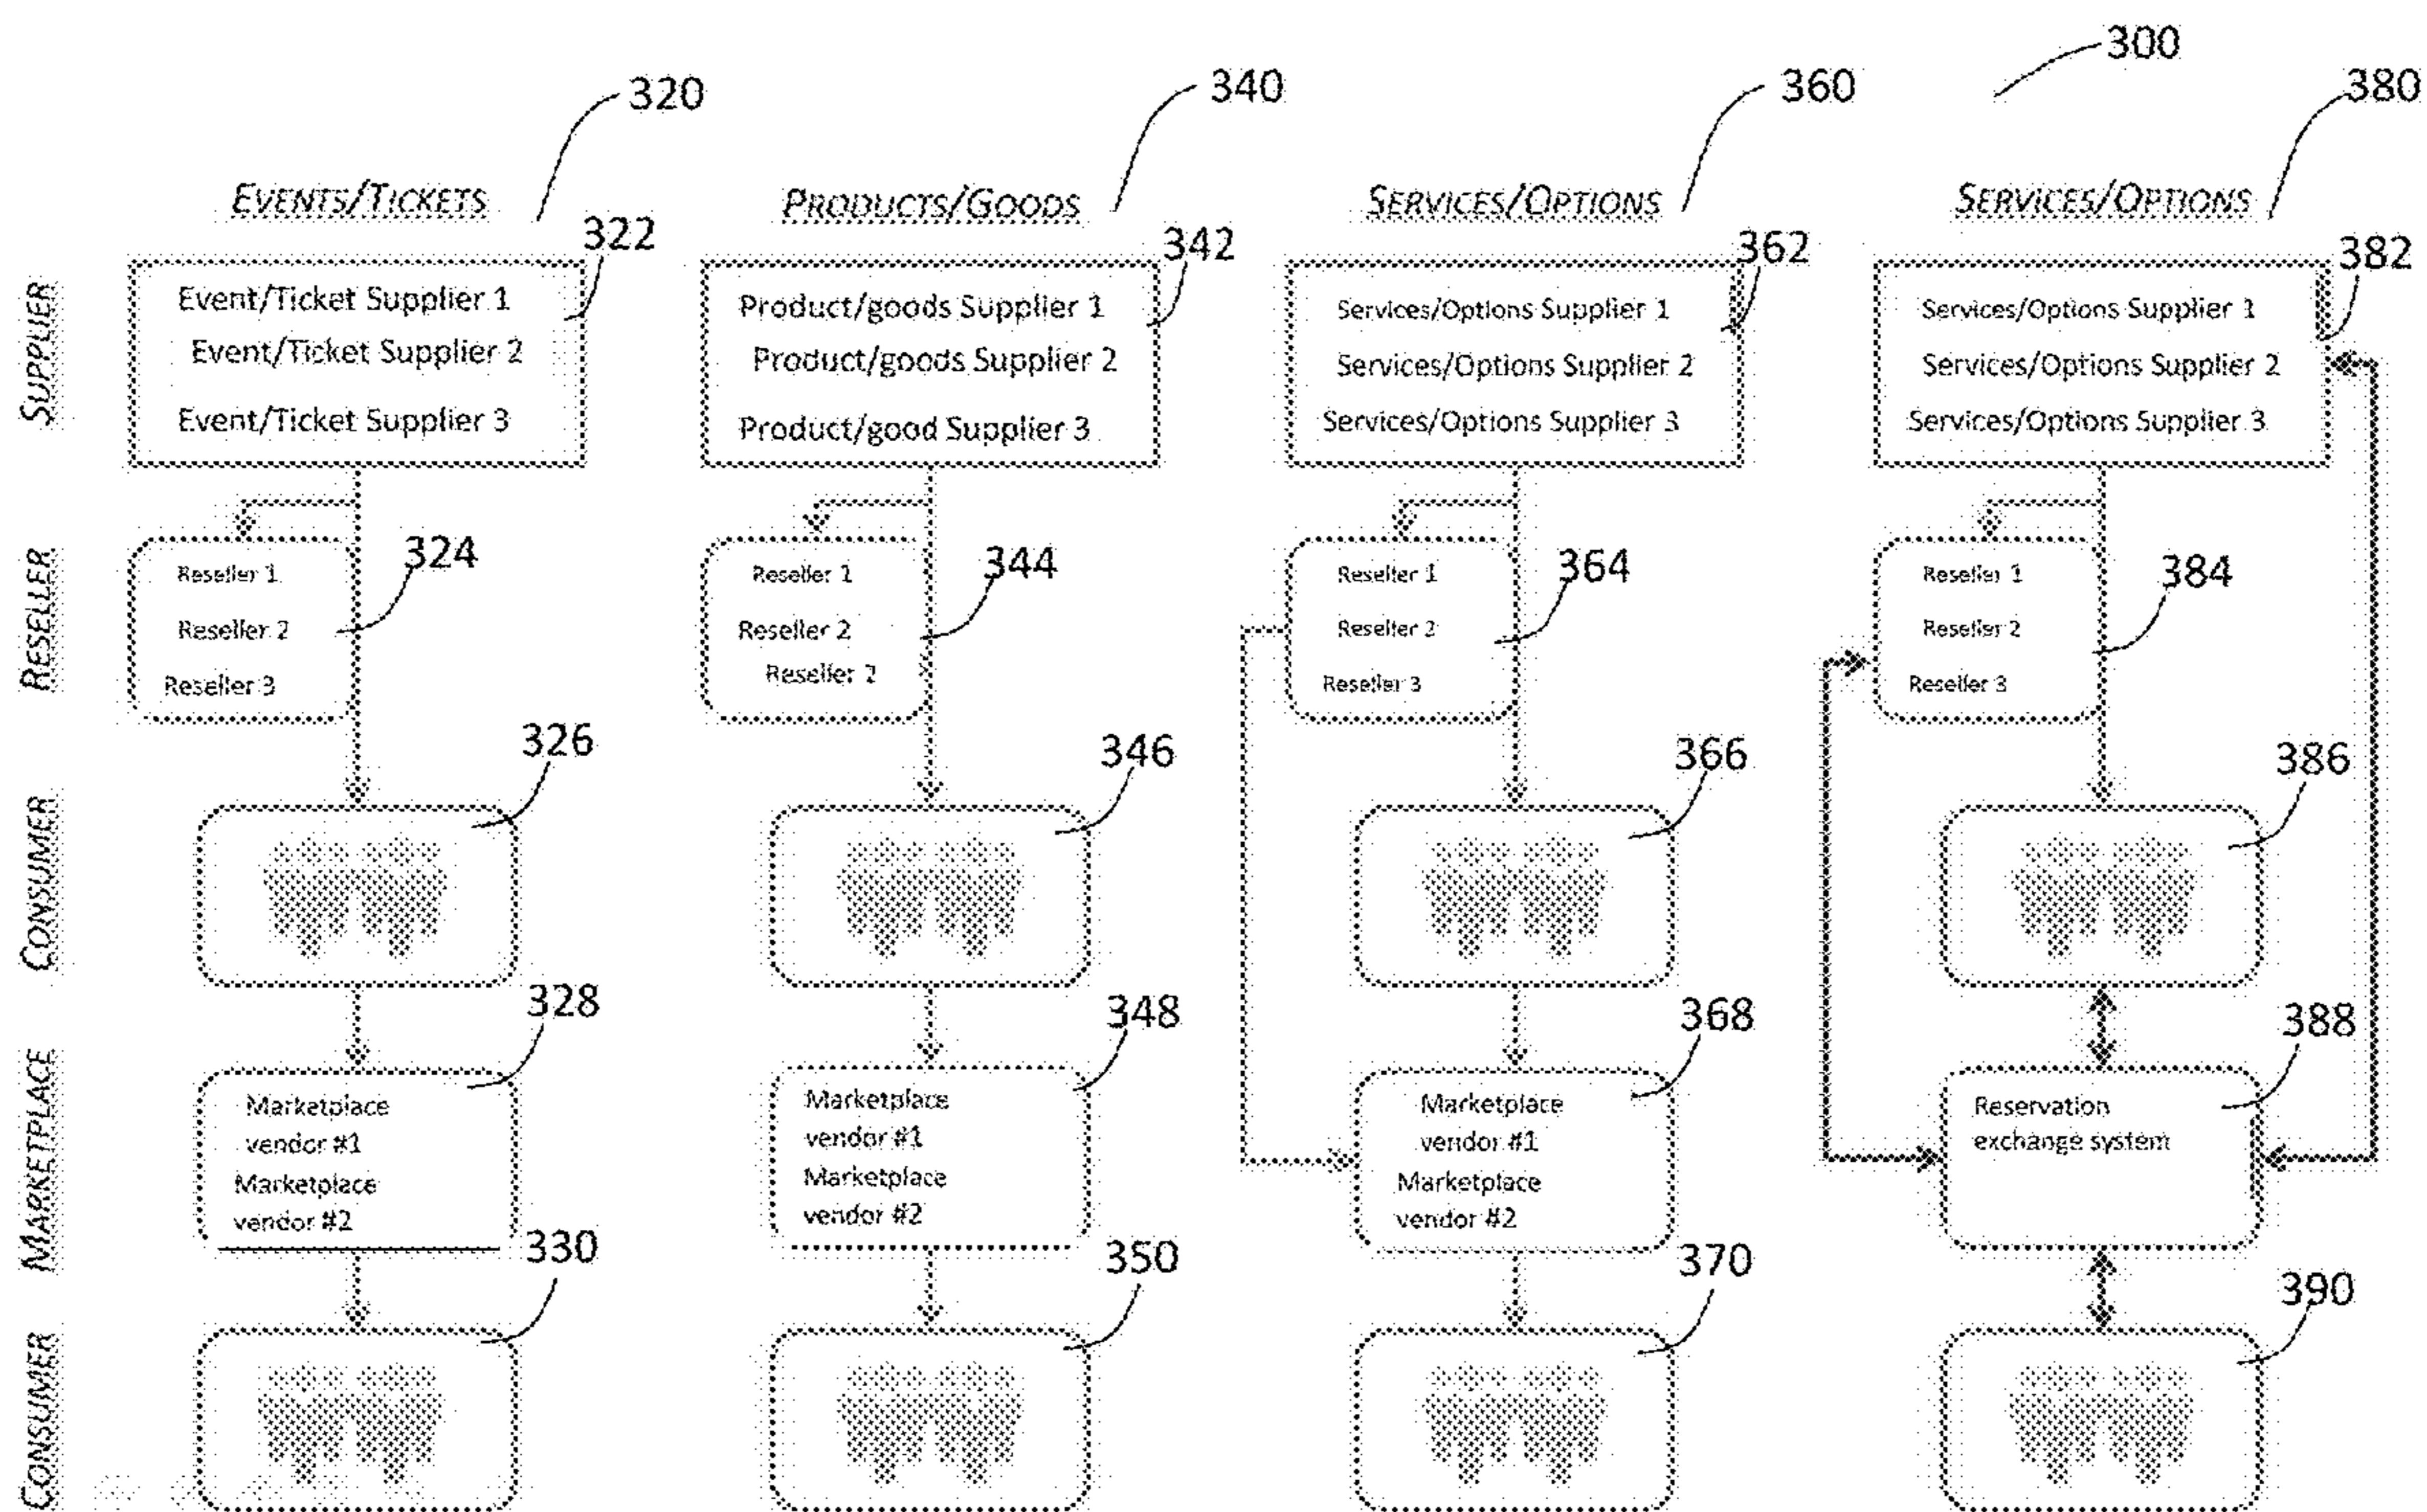 300
320
340
360
380
EVENTS/TICKETS
PRODUCTS/GOODS
SERVICES/OPTIONS
SERVICES/OPTIONS
322
342
362
382
SUPPLIER
Event/Ticket Supplier 1
Event/Ticket Supplier 2
Event/Ticket Supplier 3
Product/goods Supplier 1
Product/goods Supplier 2
Product/good Supplier 3
Services/Options Supplier 1
Services/Options Supplier 2
Services/Options Supplier 3
Services/Options Supplier 1
Services/Options Supplier 2
Services/Options Supplier 3
RESELLER
Reseller 1
Reseller 2
Reseller 3
324
Reseller 1
Reseller 2
Reseller 2
344
Reseller 1
Reseller 2
Reseller 3
364
Reseller 1
Reseller 2
Reseller 3
384
CONSUMER
326
346
366
386
MARKETPLACE
328
348
368
388
Marketplace
vendor #1
Marketplace
vendor #2
Marketplace
vendor #1
Marketplace
vendor #2
Marketplace
vendor #1
Marketplace
vendor #2
Reservation
exchange system
CONSUMER
330
350
370
390